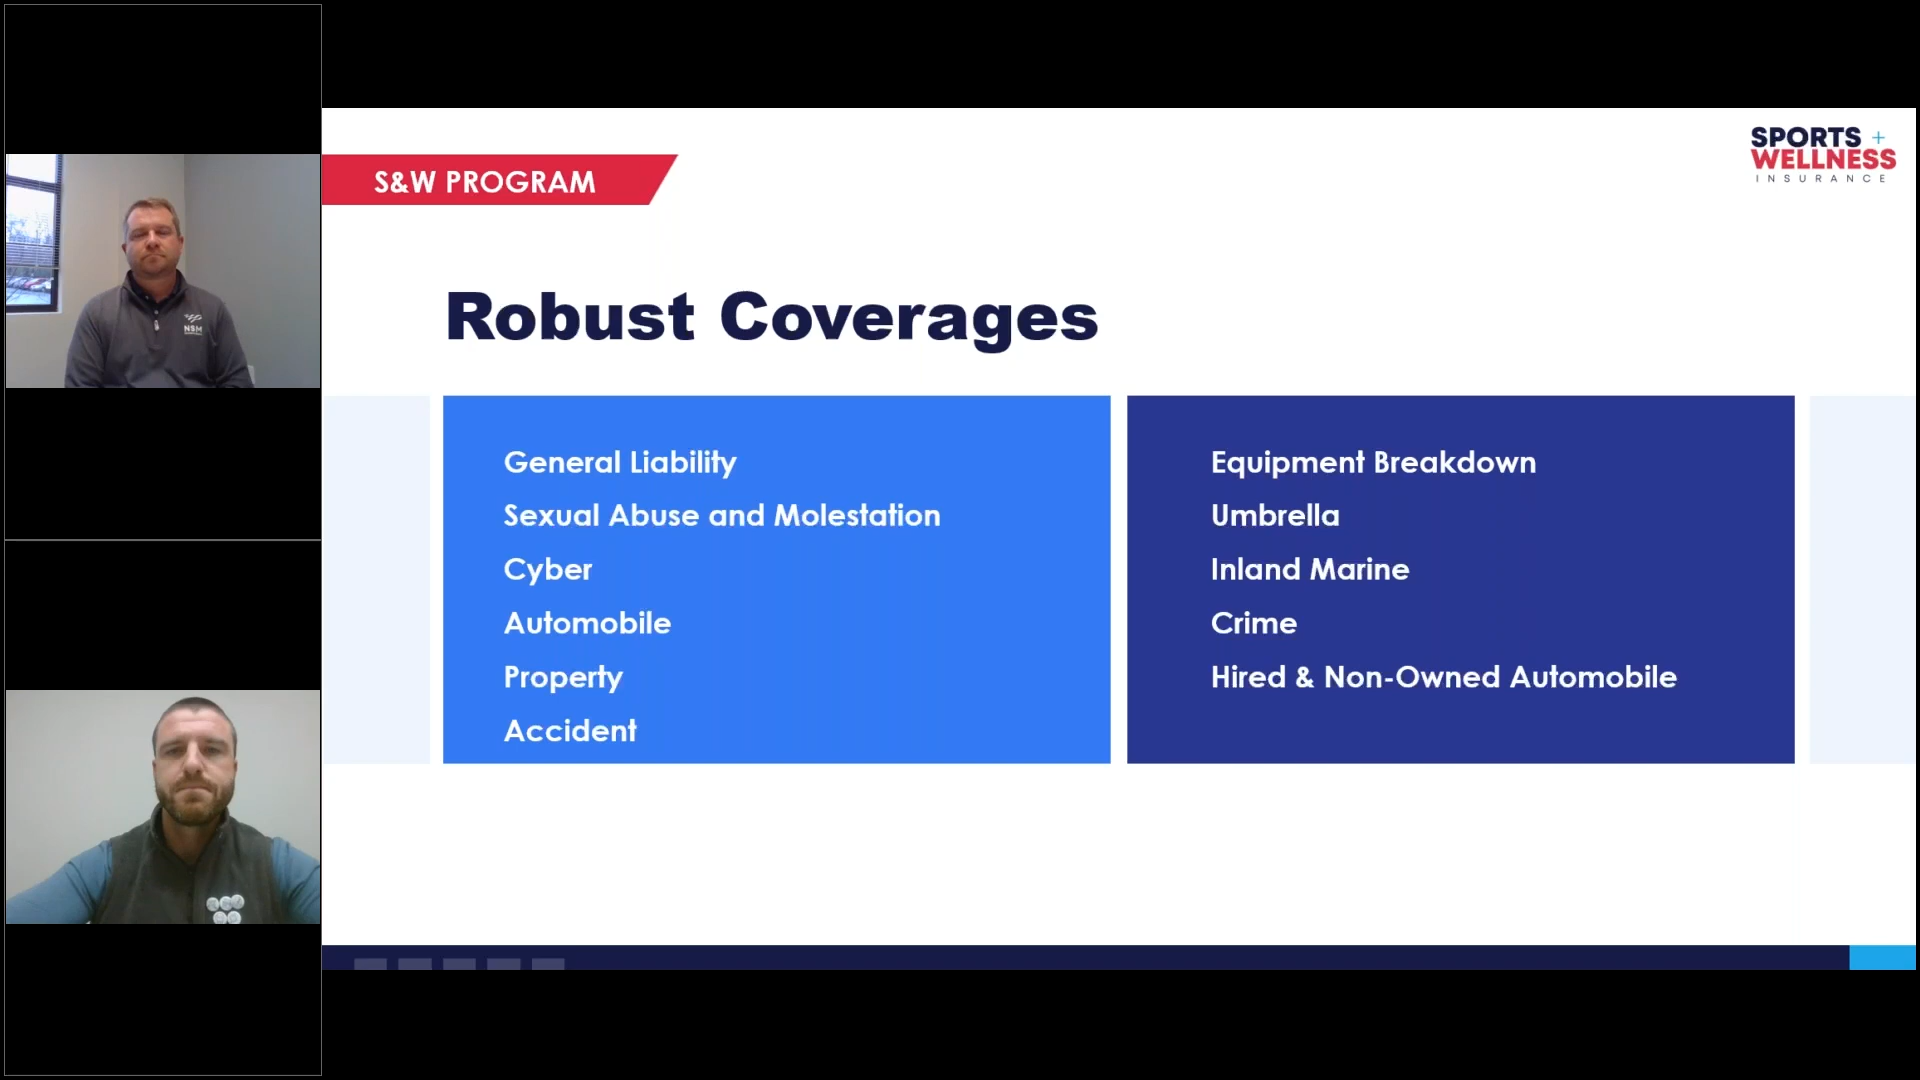 S&W PROGRAM
SPORTS +
WELLNESS
INSURANCE
Robust Coverages
General Liability
Sexual Abuse and Molestation
Cyber
Automobile
Property
Accident
Equipment Breakdown
Umbrella
Inland Marine
Crime
Hired & Non-Owned Automobile
NSM